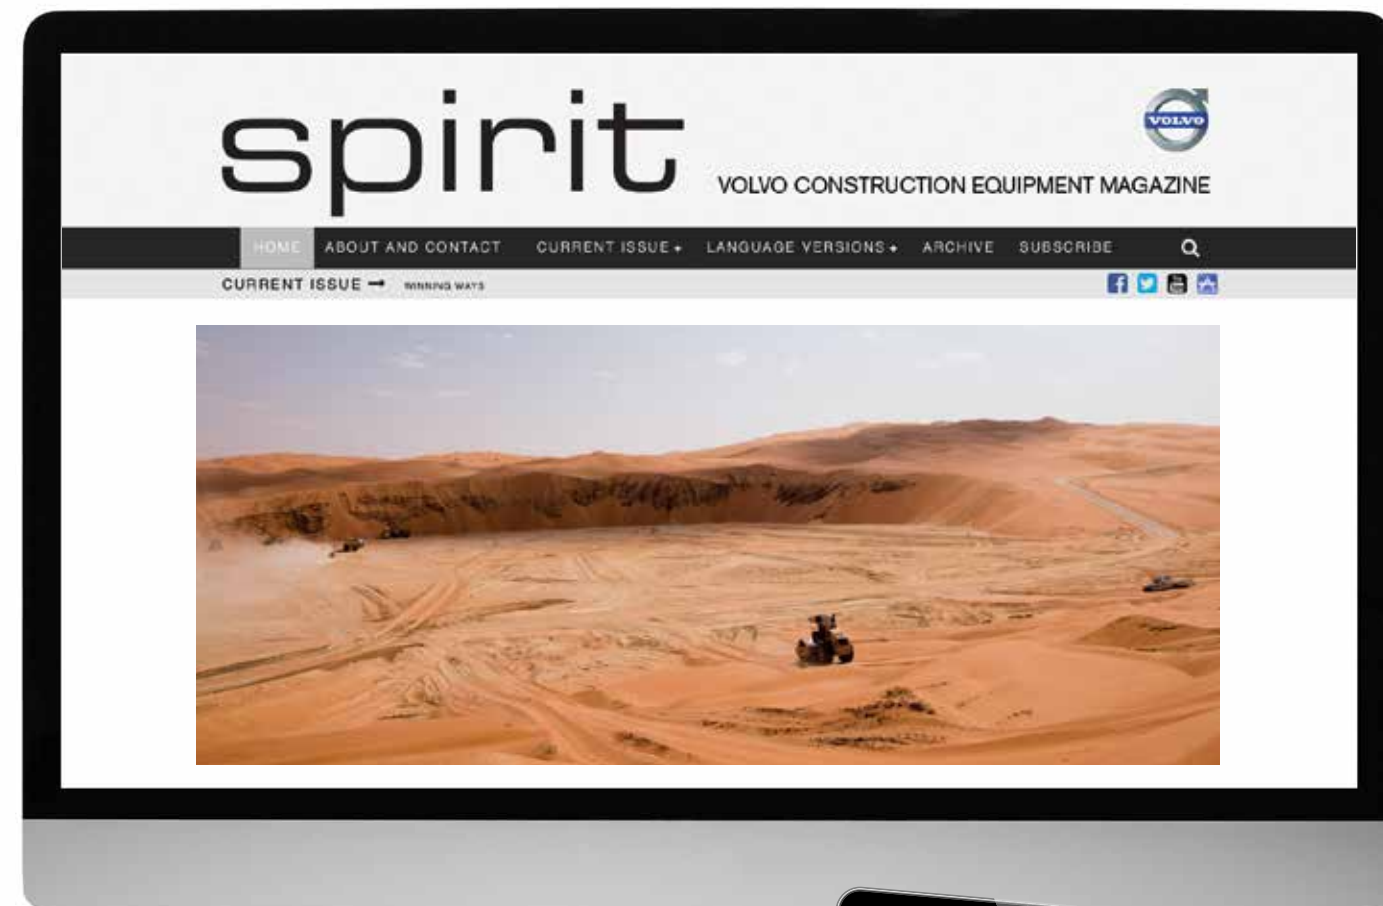 spirit
VOLVO
VOLVO CONSTRUCTION EQUIPMENT MAGAZINE
HOME ABOUT AND CONTACT CURRENT ISSUE + LANGUAGE VERSIONS + ARCHIVE SUBSCRIBE
CURRENT ISSUE → WINNING WAYS